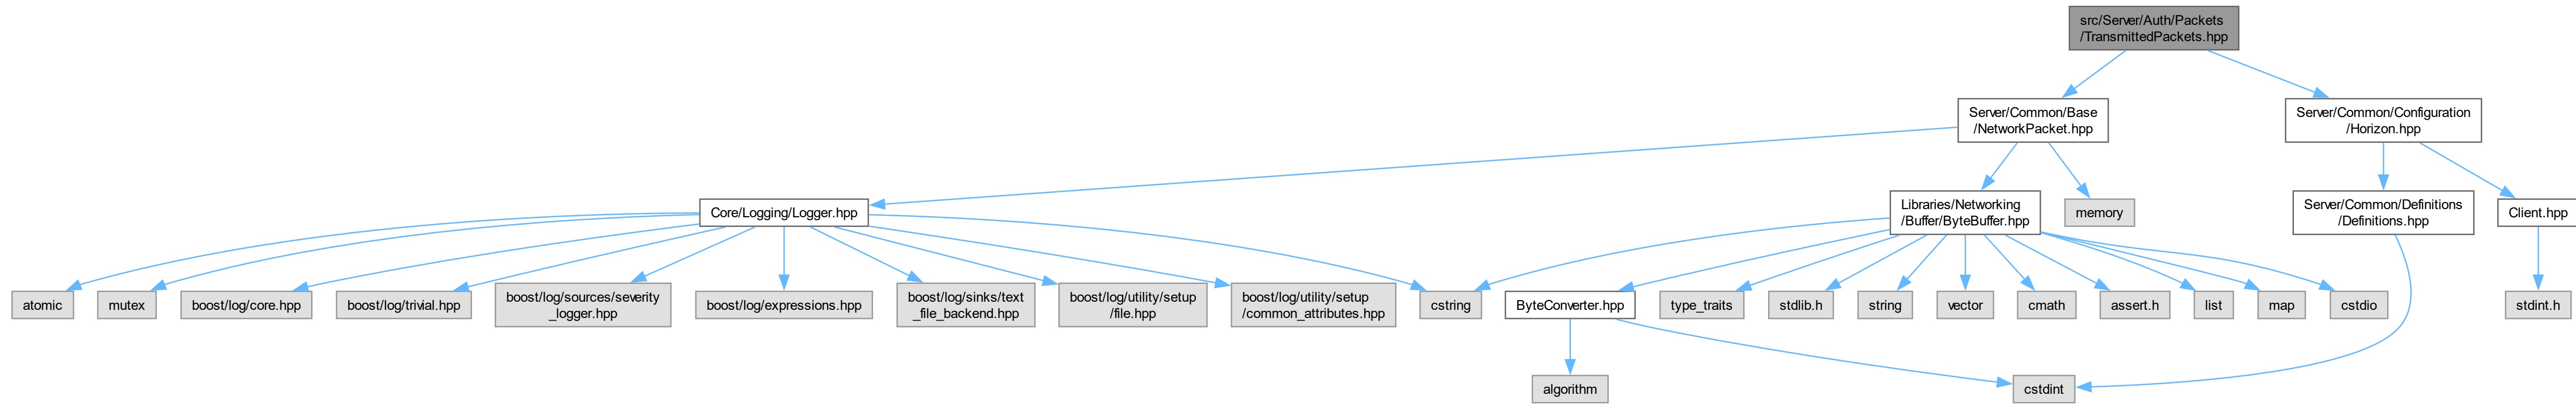 src/Server/Auth/Packets
/TransmittedPackets.hpp
Server/Common/Base
/NetworkPacket.hpp
Server/Common/Configuration
/Horizon.hpp
Core/Logging/Logger.hpp
Libraries/Networking
/Buffer/ByteBuffer.hpp
memory
Server/Common/Definitions
/Definitions.hpp
Client.hpp
atomic
mutex
boost/log/core.hpp
boost/log/trivial.hpp
boost/log/sources/severity
_logger.hpp
boost/log/expressions.hpp
boost/log/sinks/text
_file_backend.hpp
boost/log/utility/setup
/file.hpp
boost/log/utility/setup
/common_attributes.hpp
cstring
ByteConverter.hpp
type_traits
stdlib.h
string
vector
cmath
assert.h
list
map
cstdio
stdint.h
algorithm
cstdint